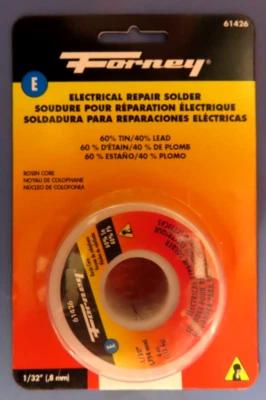 61426
Forney®
E
ELECTRICAL REPAIR SOLDER
SOUDURE POUR RÉPARATION ÉLECTRIQUE
SOLDADURA PARA REPARACIONES ELÉCTRICAS
60% TIN/40% LEAD
60 % D'ÉTAIN/40 % DE PLOMB
60 % ESTAÑO/40 % PLOMO
ROSIN CORE
NOYAU DE COLOPHANE
NÚCLEO DE COLOFONIA
Forney
61426
E
1/32" (.8 mm)